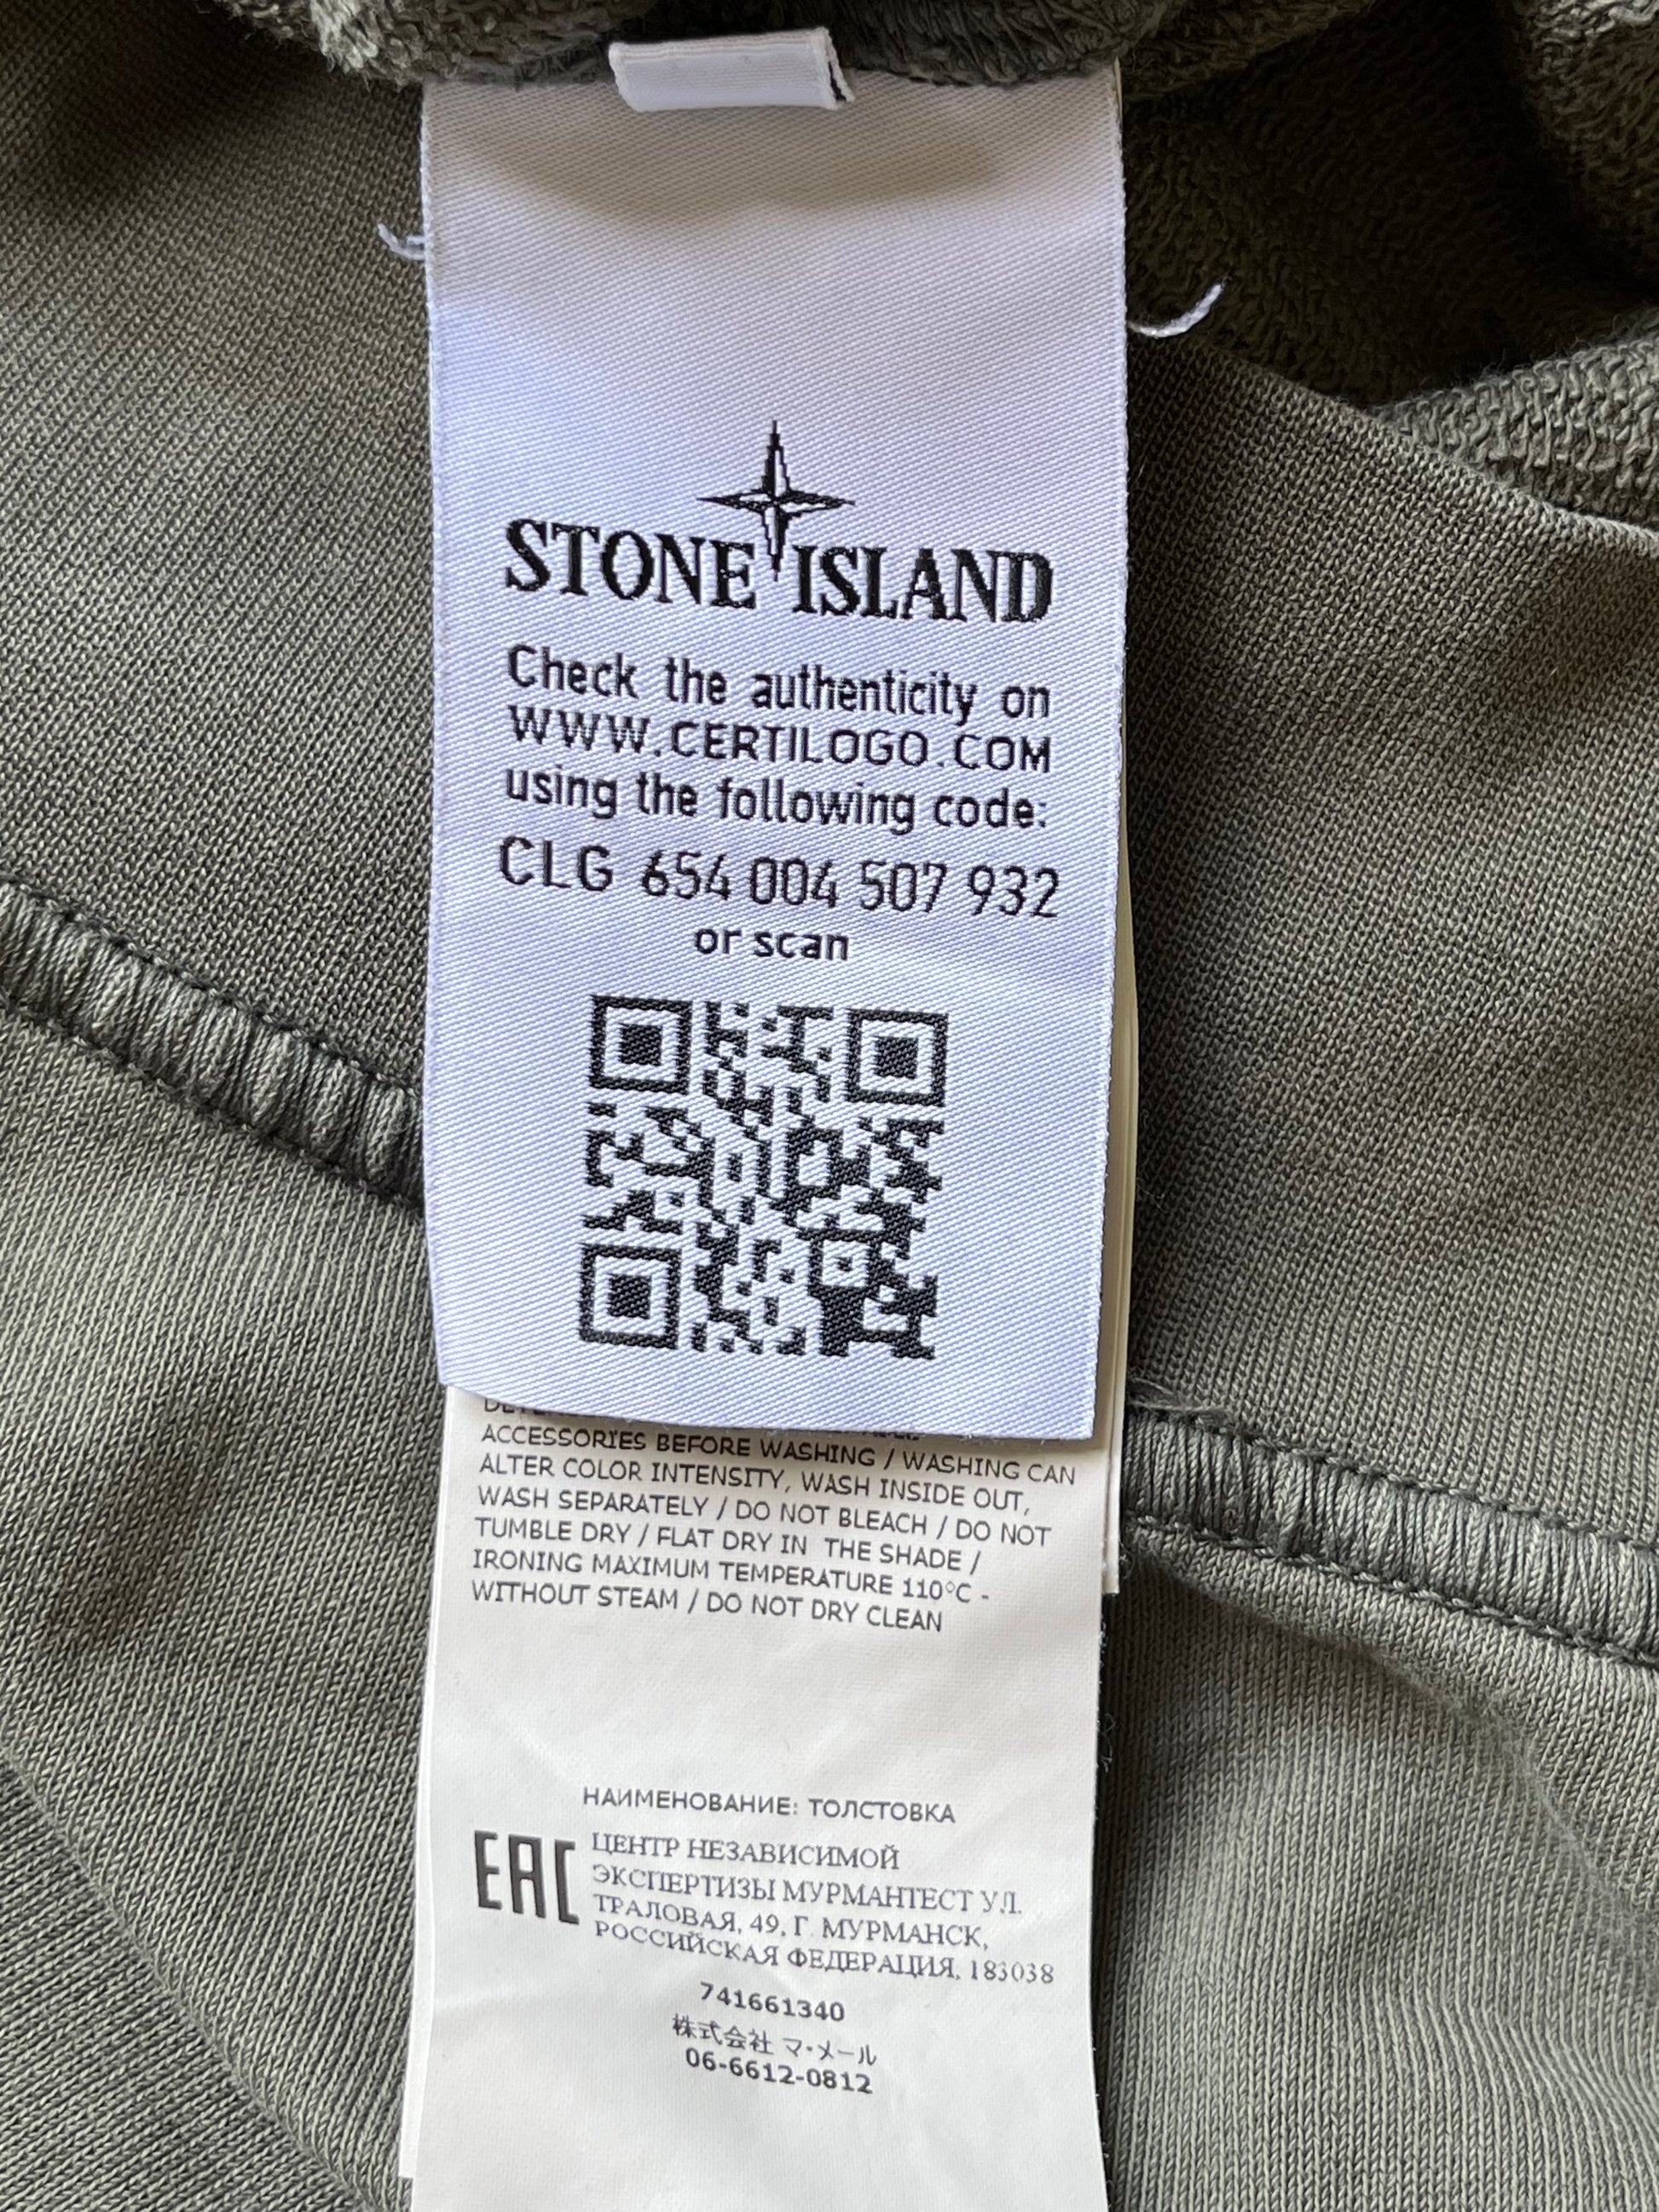 STONE ISLAND
Check the authenticity on
WWW.CERTILOGO.COM
using the following code:
CLG 654 004 507 932
or scan
ACCESSORIES BEFORE WASHING / WASHING CAN
ALTER COLOR INTENSITY, WASH INSIDE OUT,
WASH SEPARATELY / DO NOT BLEACH / DO NOT
TUMBLE DRY / FLAT DRY IN THE SHADE /
IRONING MAXIMUM TEMPERATURE 110°C -
WITHOUT STEAM / DO NOT DRY CLEAN
НАИМЕНОВАНИЕ: ТОЛСТОВКА
EAC
ЦЕНТР НЕЗАВИСИМОЙ
ЭКСПЕРТИЗЫ МУРМАНТЕСТ УЛ.
ТРАЛОВАЯ, 49, Г. МУРМАНСК,
РОССИЙСКАЯ ФЕДЕРАЦИЯ, 183038
741661340
株式会社 マ・メール
06-6612-0812